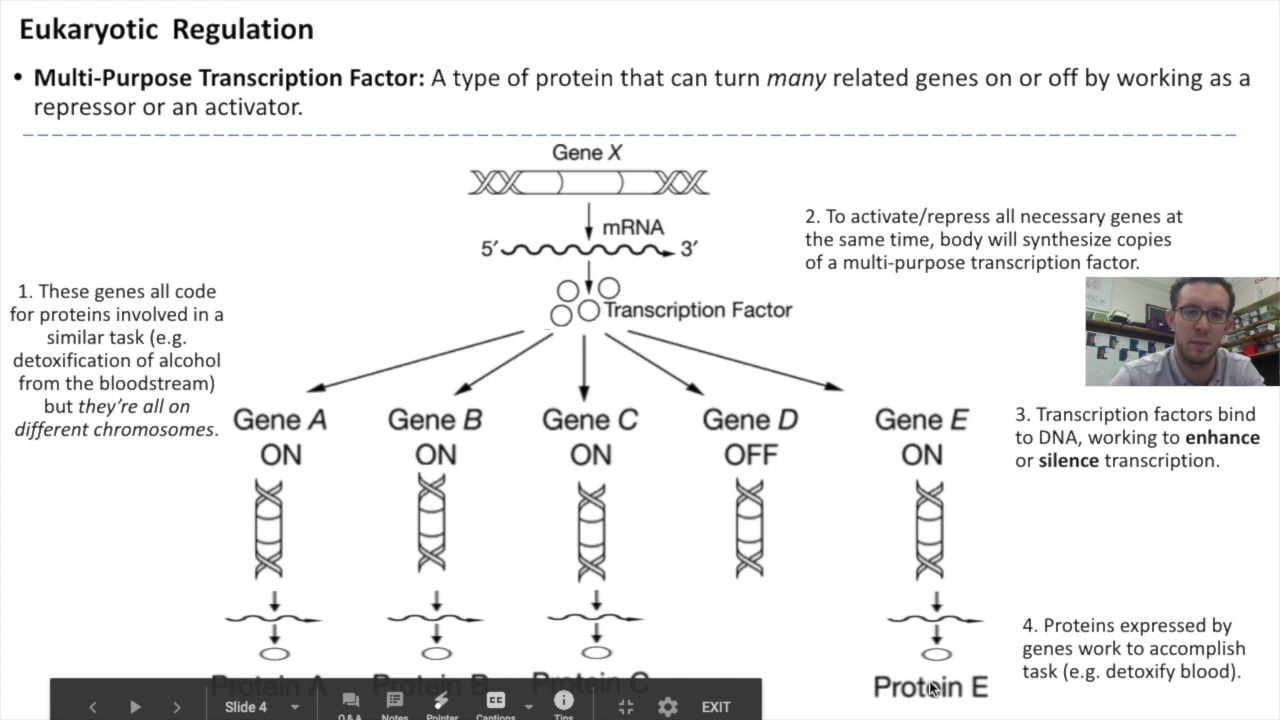 Eukaryotic Regulation
• Multi-Purpose Transcription Factor: A type of protein that can turn many related genes on or off by working as a
repressor or an activator.
Gene X
mRNA
5′ 3′
Transcription Factor
2. To activate/repress all necessary genes at
the same time, body will synthesize copies
of a multi-purpose transcription factor.
1. These genes all code
for proteins involved in a
similar task (e.g.
detoxification of alcohol
from the bloodstream)
but they’re all on
different chromosomes.
Gene A Gene B Gene C Gene D Gene E
ON ON ON OFF ON
3. Transcription factors bind
to DNA, working to enhance
or silence transcription.
4. Proteins expressed by
genes work to accomplish
task (e.g. detoxify blood).
Protein A Protein B Protein C Protein E
Slide 4 Q&A Notes Pointer Captions Tips EXIT
CC